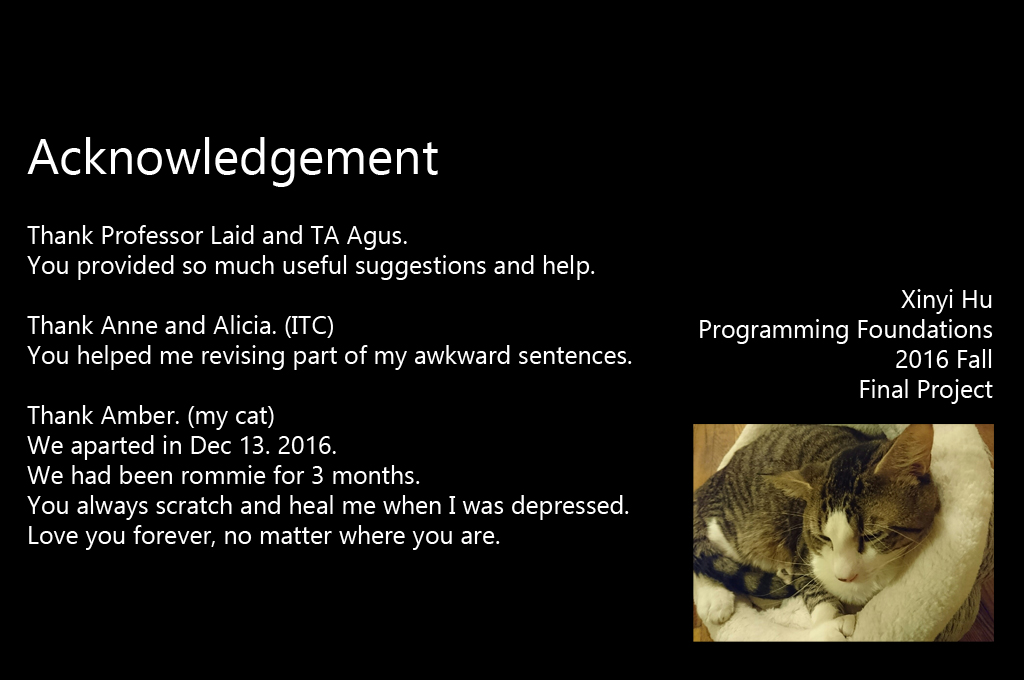 Acknowledgement
Thank Professor Laid and TA Agus.
You provided so much useful suggestions and help.
Thank Anne and Alicia. (ITC)
You helped me revising part of my awkward sentences.
Thank Amber. (my cat)
We aparted in Dec 13. 2016.
We had been rommie for 3 months.
You always scratch and heal me when I was depressed.
Love you forever, no matter where you are.
Xinyi Hu
Programming Foundations
2016 Fall
Final Project